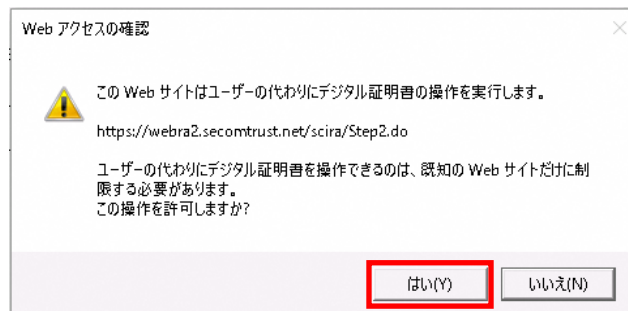 Web アクセスの確認
この Web サイトはユーザーの代わりにデジタル証明書の操作を実行します。
https://webra2.secomtrust.net/scira/Step2.do
ユーザーの代わりにデジタル証明書を操作できるのは、既知の Web サイトだけに制
限する必要があります。
この操作を許可しますか?
はい(Y)
いいえ(N)